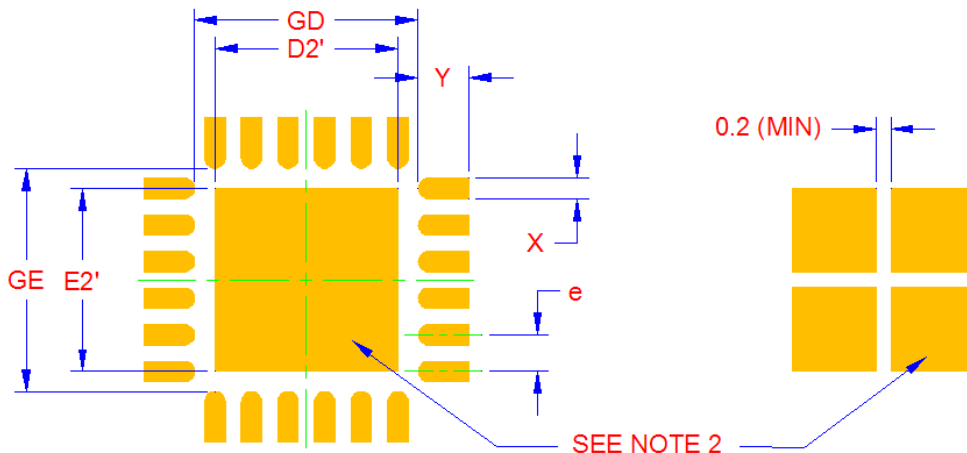 GD
D2'
Y
0.2 (MIN)
X
GE
E2'
e
SEE NOTE 2